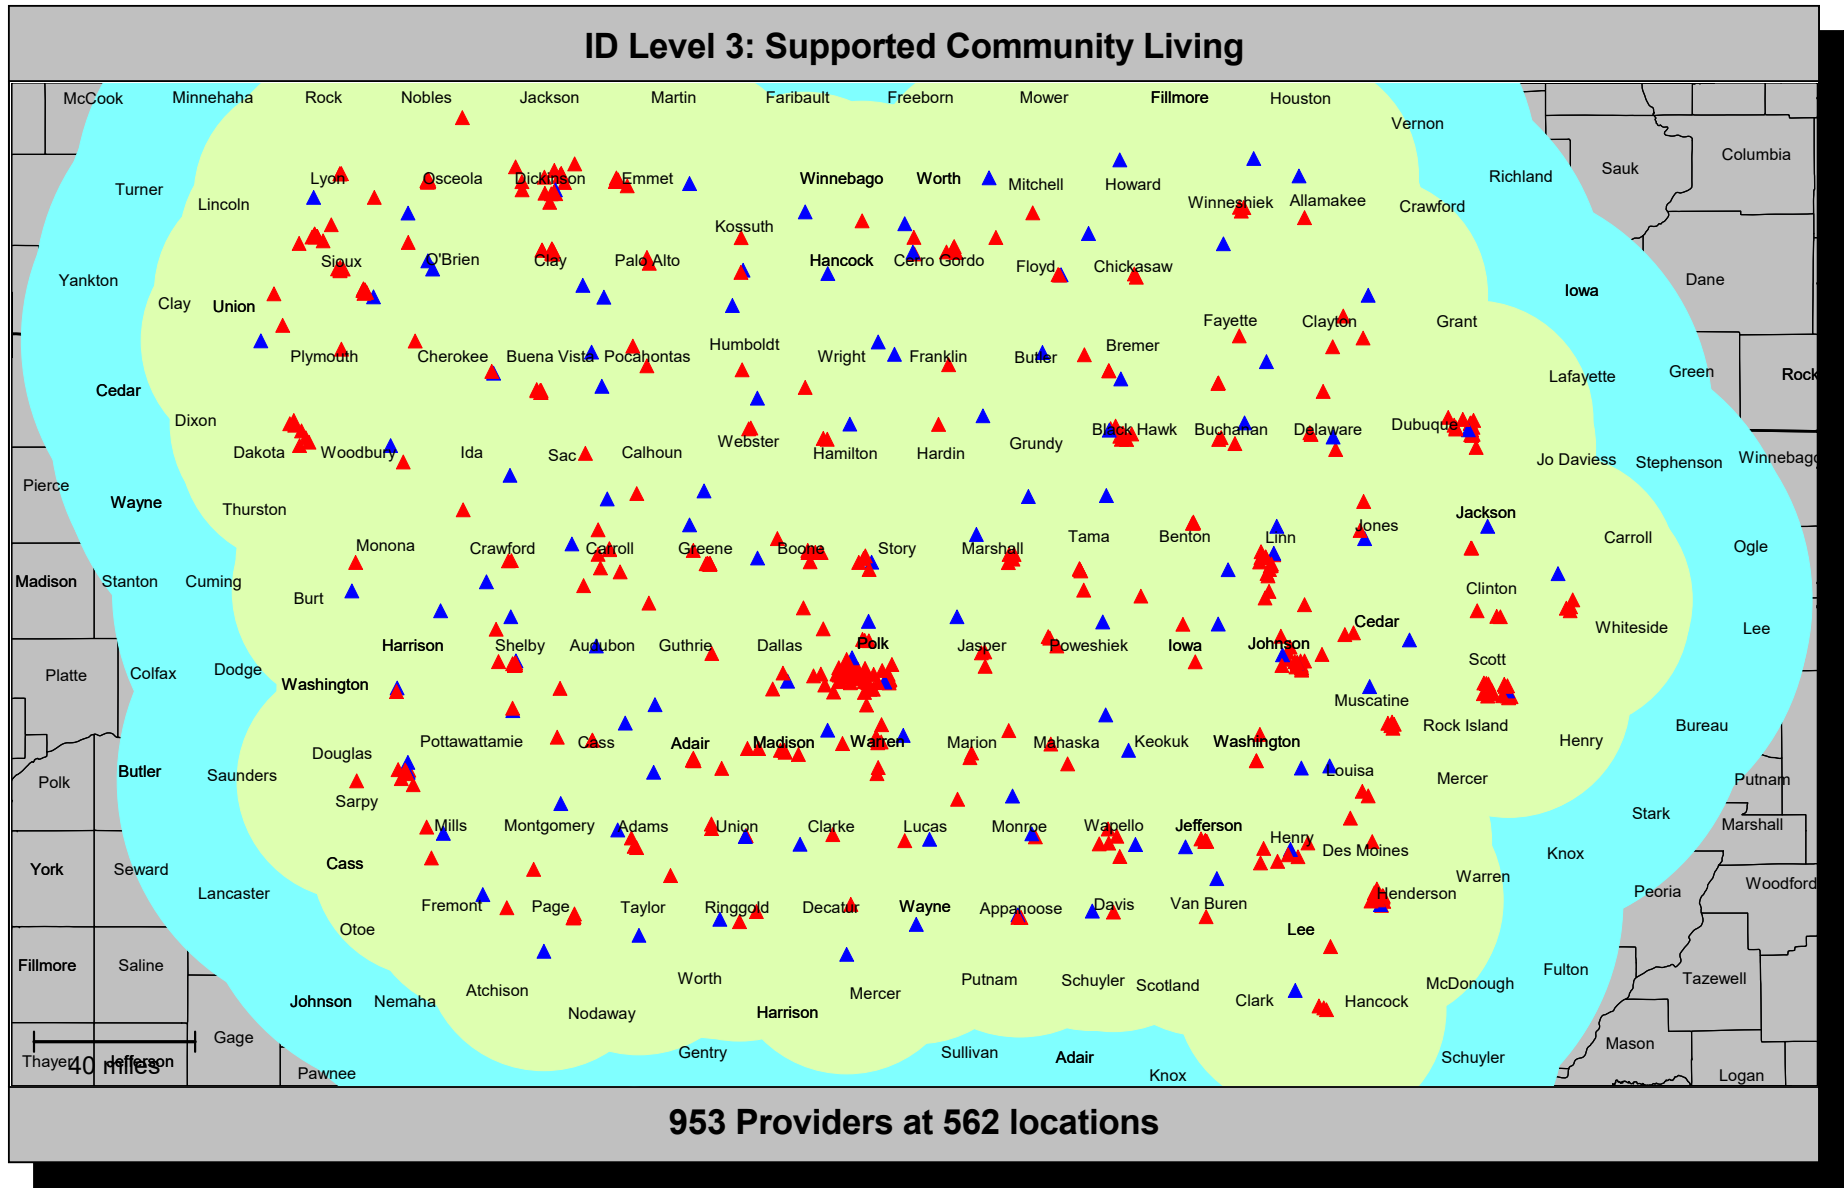 ID Level 3: Supported Community Living
McCook Minnehaha Rock Nobles Jackson Martin Faribault Freeborn Mower Fillmore Houston
Vernon
Columbia
Sauk
Turner Lyon Osceola Dickinson Emmet Winnebago Worth Mitchell Howard Richland
Lincoln Winneshiek Allamakee Crawford
Kossuth
Yankton Sioux O'Brien Clay Palo Alto Hancock Cerro Gordo Floyd Chickasaw Dane
Clay Union Iowa
Fayette Clayton Grant
Plymouth Cherokee Buena Vista Pocahontas Humboldt Wright Franklin Butler Bremer
Cedar Lafayette Green Rock
Dixon Webster Black Hawk Buchanan Delaware Dubuque
Dakota Woodbury Ida Sac Calhoun Hamilton Hardin Grundy Jo Daviess Stephenson Winnebago
Pierce Wayne Thurston Jackson
Monona Crawford Carroll Greene Boone Story Marshall Tama Benton Linn Jones Carroll Ogle
Madison Stanton Cuming Burt Clinton
Harrison Shelby Audubon Guthrie Dallas Polk Jasper Poweshiek Iowa Johnson Cedar Whiteside Lee
Platte Colfax Dodge Washington Scott
Muscatine
Douglas Pottawattamie Cass Adair Madison Warren Marion Mahaska Keokuk Washington Rock Island Henry Bureau
Polk Butler Saunders Louisa Mercer Putnam
Sarpy Stark
Mills Montgomery Adams Union Clarke Lucas Monroe Wapello Jefferson Henry Marshall
York Seward Cass Des Moines Knox
Lancaster Warren Peoria Woodford
Fremont Page Taylor Ringgold Decatur Wayne Appanoose Davis Van Buren Henderson
Otoe Lee
Fillmore Saline Fulton
Johnson Nemaha Atchison Worth Mercer Putnam Schuyler Scotland Clark Hancock McDonough Tazewell
Nodaway Harrison
Gage Gentry Sullivan Adair Schuyler Mason
Thayer Jefferson
40 miles
Pawnee Knox Logan
953 Providers at 562 locations